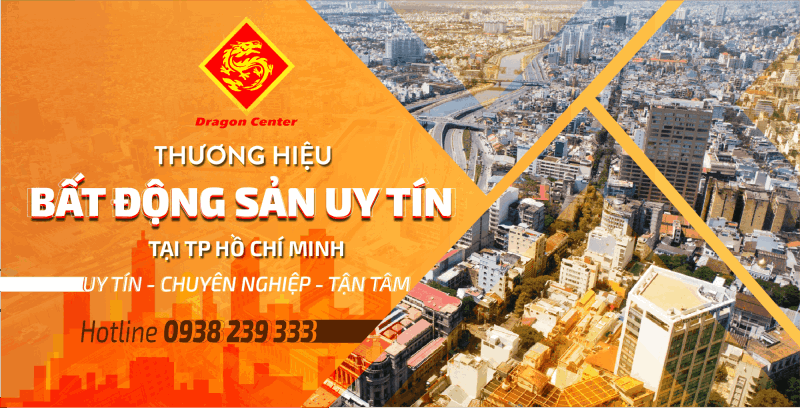 Dragon Center
THƯƠNG HIỆU
BẤT ĐỘNG SẢN UY TÍN
TẠI TP HỒ CHÍ MINH
UY TÍN - CHUYÊN NGHIỆP - TẬN TÂM
Hotline 0938 239 333